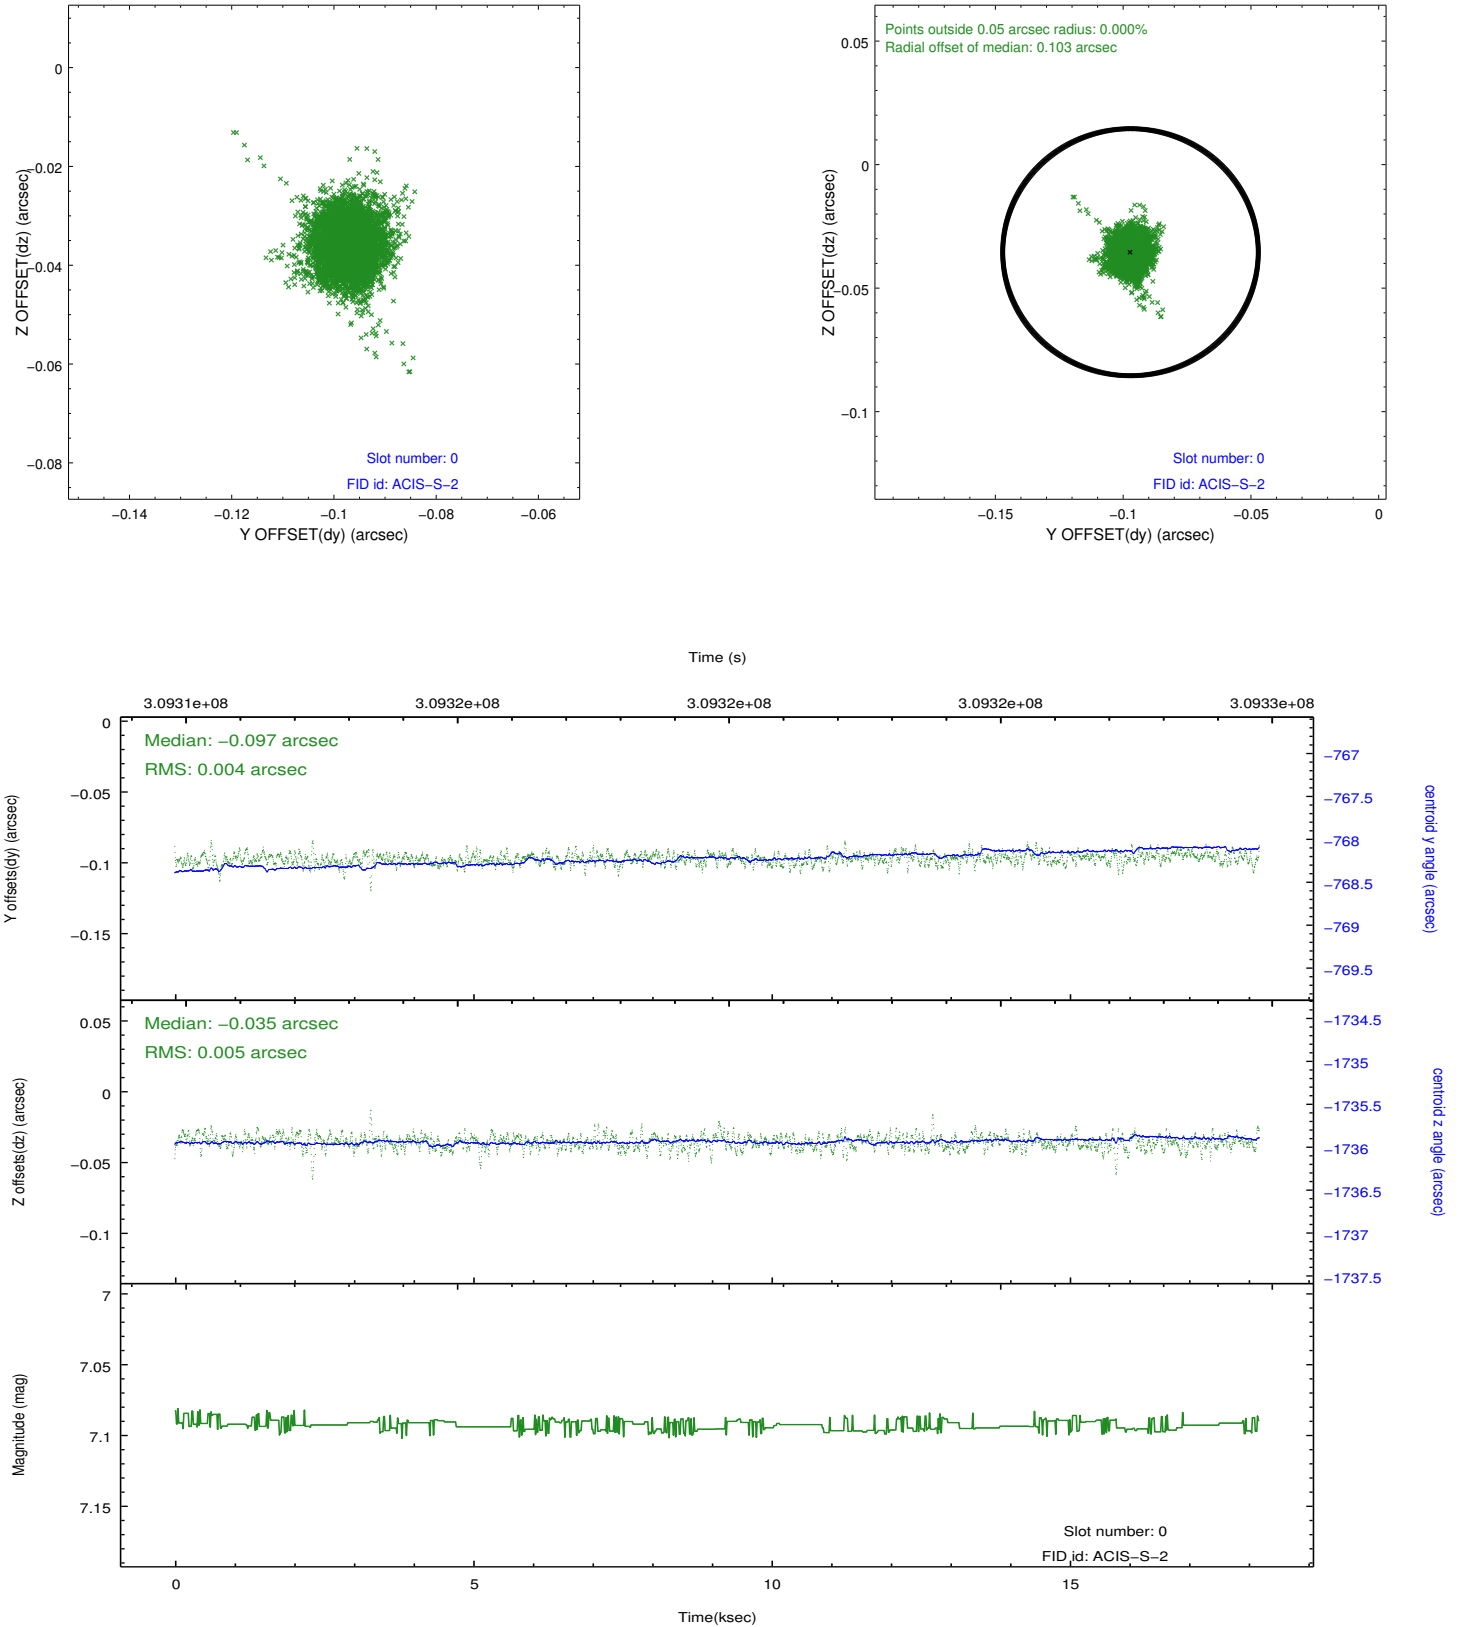 0
−0.02
−0.04
−0.06
−0.08
Z OFFSET(dz) (arcsec)
Slot number: 0
FID id: ACIS−S−2
−0.14
−0.12
−0.1
−0.08
−0.06
Y OFFSET(dy) (arcsec)
Points outside 0.05 arcsec radius: 0.000%
Radial offset of median: 0.103 arcsec
0.05
0
−0.05
−0.1
Z OFFSET(dz) (arcsec)
Slot number: 0
FID id: ACIS−S−2
−0.15
−0.1
−0.05
0
Y OFFSET(dy) (arcsec)
Time (s)
3.0931e+08
3.0932e+08
3.0932e+08
3.0932e+08
3.0933e+08
Median: −0.097 arcsec
RMS: 0.004 arcsec
0
−0.05
−0.1
−0.15
Y offsets(dy) (arcsec)
−767
−767.5
−768
−768.5
−769
−769.5
centroid y angle (arcsec)
Median: −0.035 arcsec
RMS: 0.005 arcsec
0.05
0
−0.05
−0.1
Z offsets(dz) (arcsec)
−1734.5
−1735
−1735.5
−1736
−1736.5
−1737
−1737.5
centroid z angle (arcsec)
7
7.05
7.1
7.15
Magnitude (mag)
Slot number: 0
FID id: ACIS−S−2
0
5
10
15
Time(ksec)